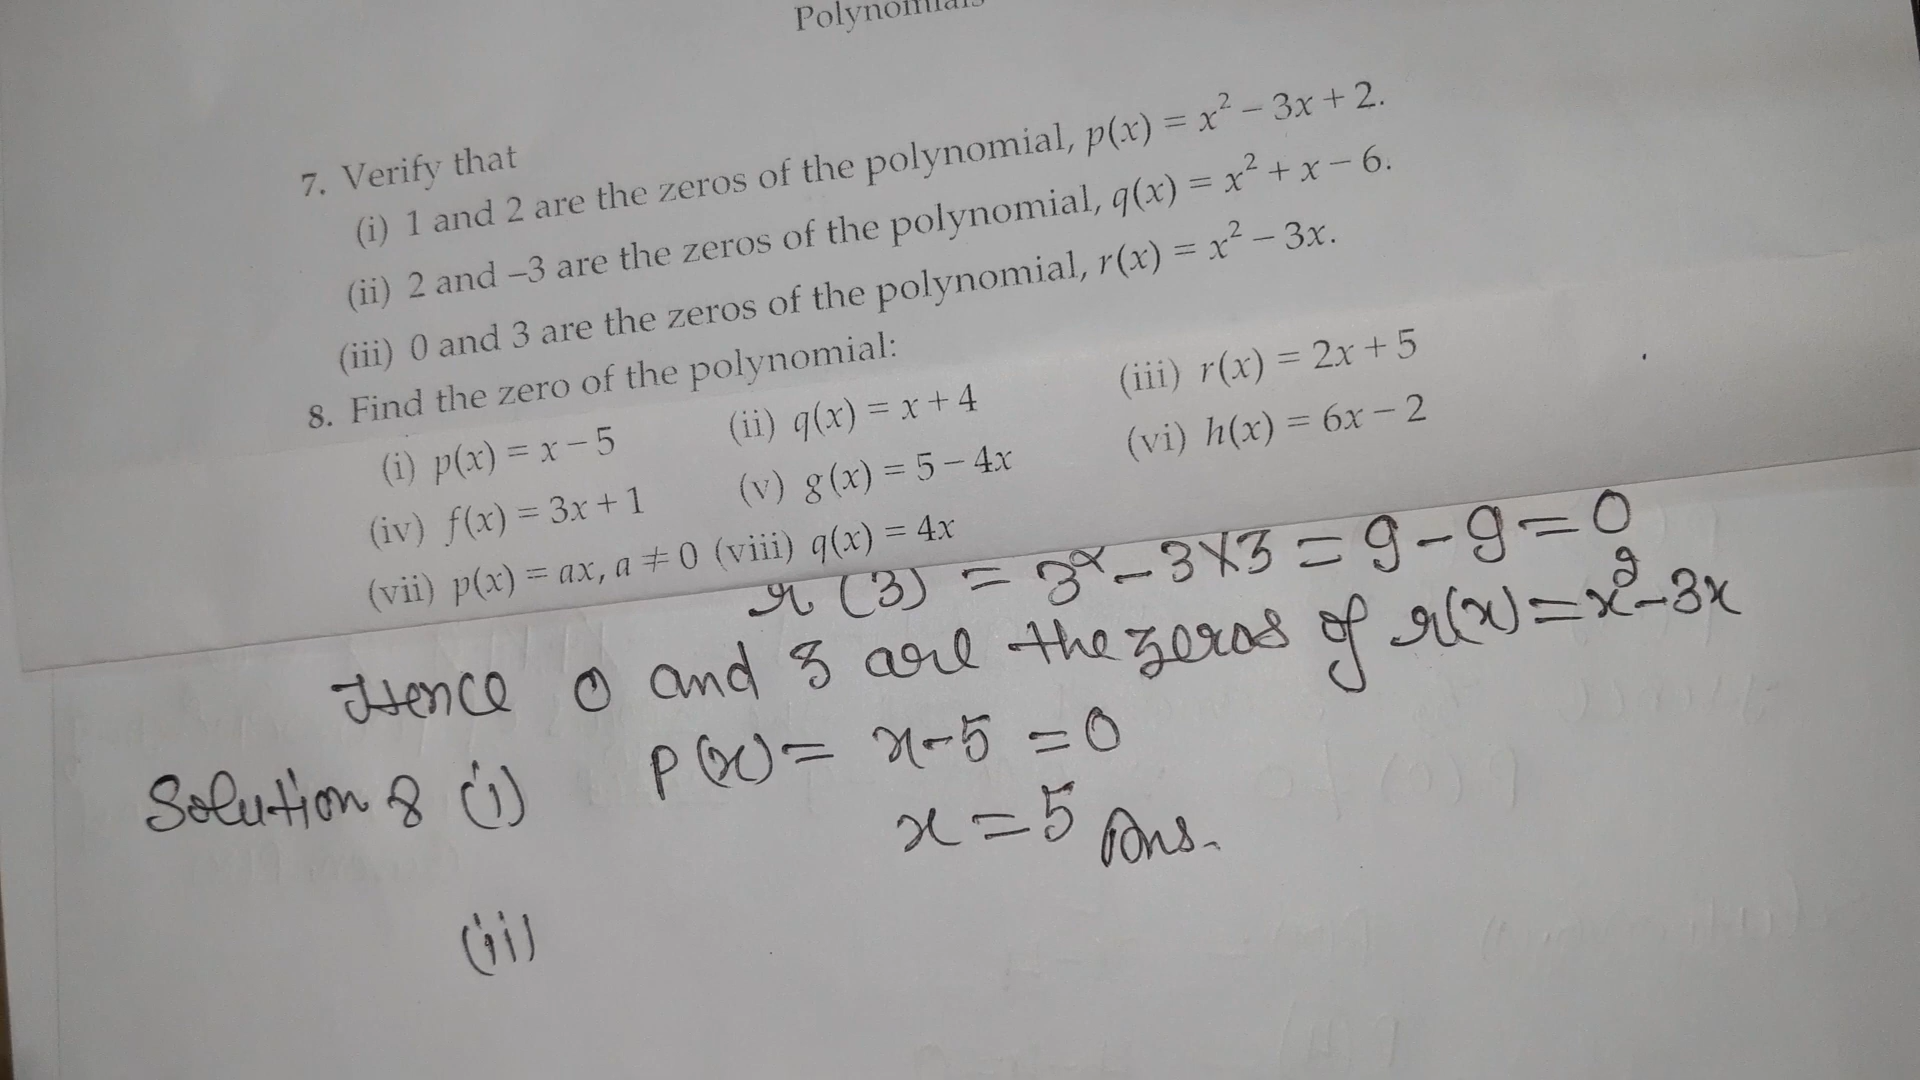 Polynomials
7. Verify that
(i) 1 and 2 are the zeros of the polynomial, p(x) = x² – 3x + 2.
(ii) 2 and –3 are the zeros of the polynomial, q(x) = x² + x – 6.
(iii) 0 and 3 are the zeros of the polynomial, r(x) = x² – 3x.
8. Find the zero of the polynomial:
(i) p(x) = x – 5 (ii) q(x) = x + 4 (iii) r(x) = 2x + 5
(iv) f(x) = 3x + 1 (v) g(x) = 5 – 4x (vi) h(x) = 6x – 2
(vii) p(x) = ax, a ≠ 0 (viii) q(x) = 4x
r(3) = 3² – 3×3 = 9 – 9 = 0
Hence 0 and 3 are the zeros of r(x) = x² – 3x
Solution 8 (i) p(x) = x – 5 = 0
x = 5 Ans.
(ii)